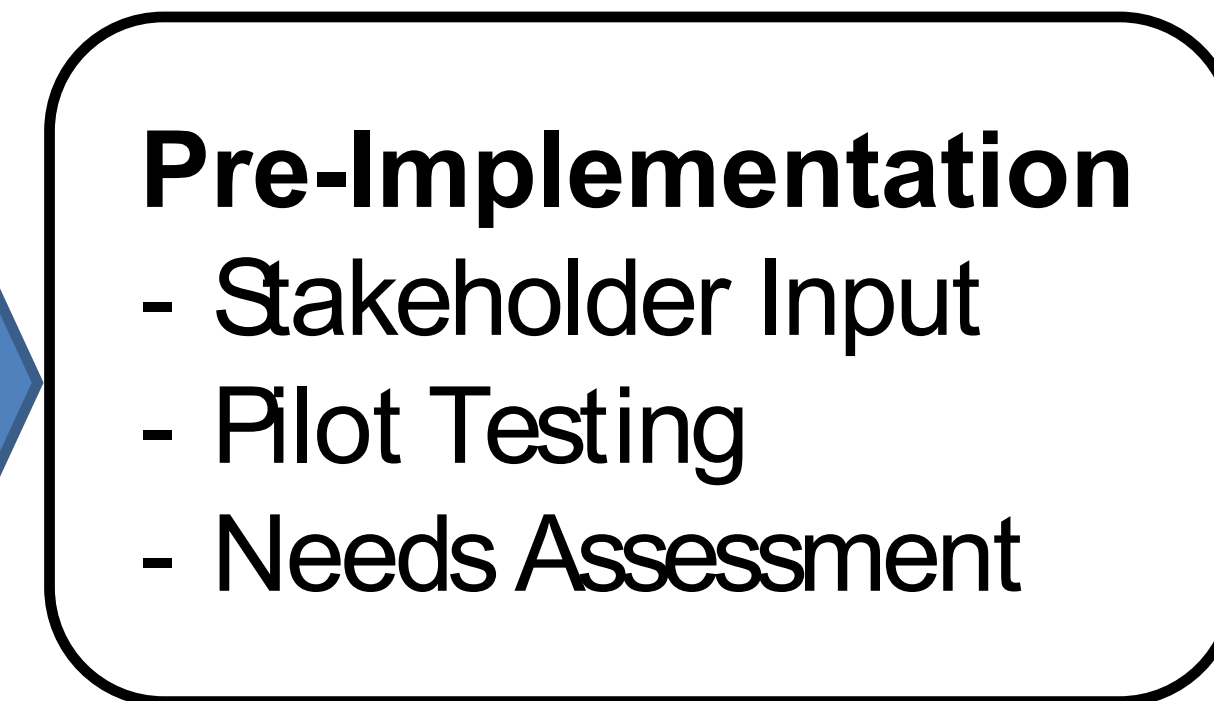 Pre-Implementation
- Stakeholder Input
- Pilot Testing
- Needs Assessment